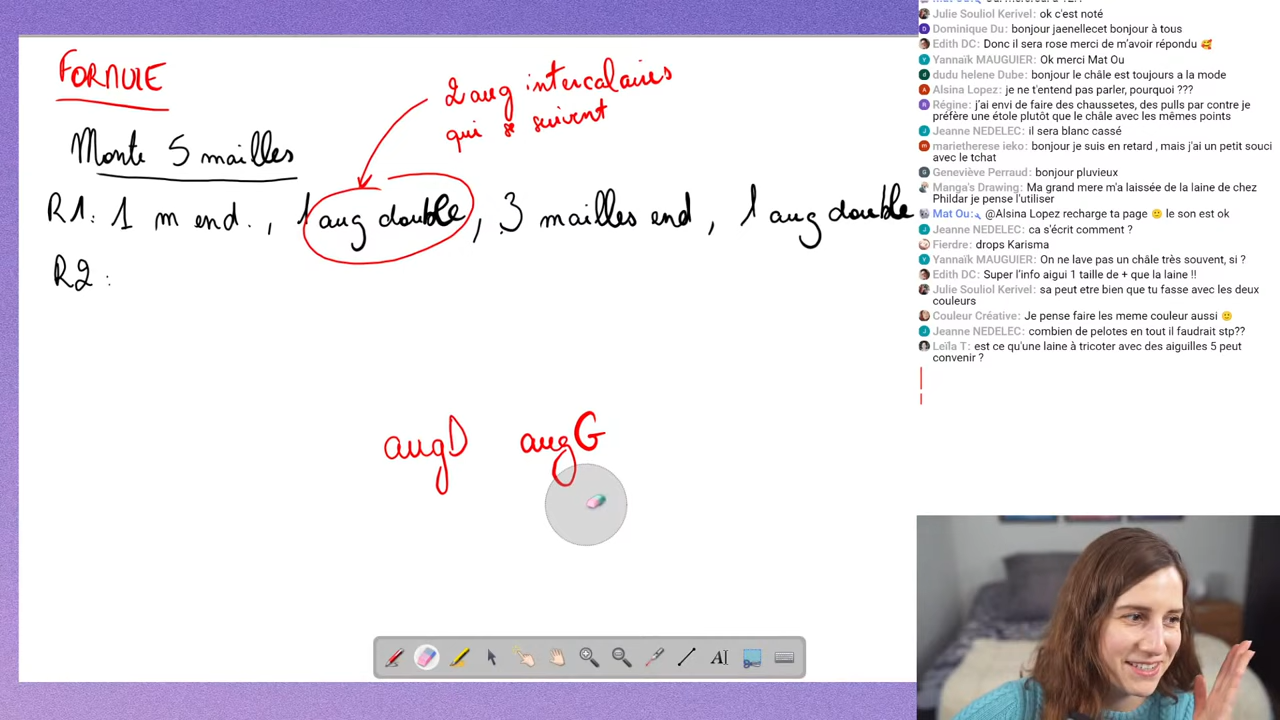 FORMULE
2 aug intercalaires
qui se suivent
Monte 5 mailles
R1: 1 m end., 1 aug double, 3 mailles end, 1 aug double
R2:
augD augG
AI
Julie Souliol Kerivel: ok c'est noté
Dominique Du: bonjour jaenellecet bonjour à tous
Edith DC: Donc il sera rose merci de m'avoir répondu 🥰
Yannaïk MAUGUIER: Ok merci Mat Ou
dudu helene Dube: bonjour le châle est toujours a la mode
Alsina Lopez: je ne t'entend pas parler, pourquoi ???
Régine: j'ai envi de faire des chaussetes, des pulls par contre je
préfère une étole plutôt que le châle avec les mêmes points
Jeanne NEDELEC: il sera blanc cassé
marietherese ieko: bonjour je suis en retard , mais j'ai un petit souci
avec le tchat
Geneviève Perraud: bonjour pluvieux
Manga's Drawing: Ma grand mere m'a laissée de la laine de chez
Phildar je pense l'utiliser
Mat Ou: @Alsina Lopez recharge ta page 🙂 le son est ok
Jeanne NEDELEC: ca s'écrit comment ?
Fierdre: drops Karisma
Yannaïk MAUGUIER: On ne lave pas un châle très souvent, si ?
Edith DC: Super l'info aigui 1 taille de + que la laine !!
Julie Souliol Kerivel: sa peut etre bien que tu fasse avec les deux
couleurs
Couleur Créative: Je pense faire les meme couleur aussi 🙂
Jeanne NEDELEC: combien de pelotes en tout il faudrait stp??
Leïla T: est ce qu'une laine à tricoter avec des aiguilles 5 peut
convenir ?